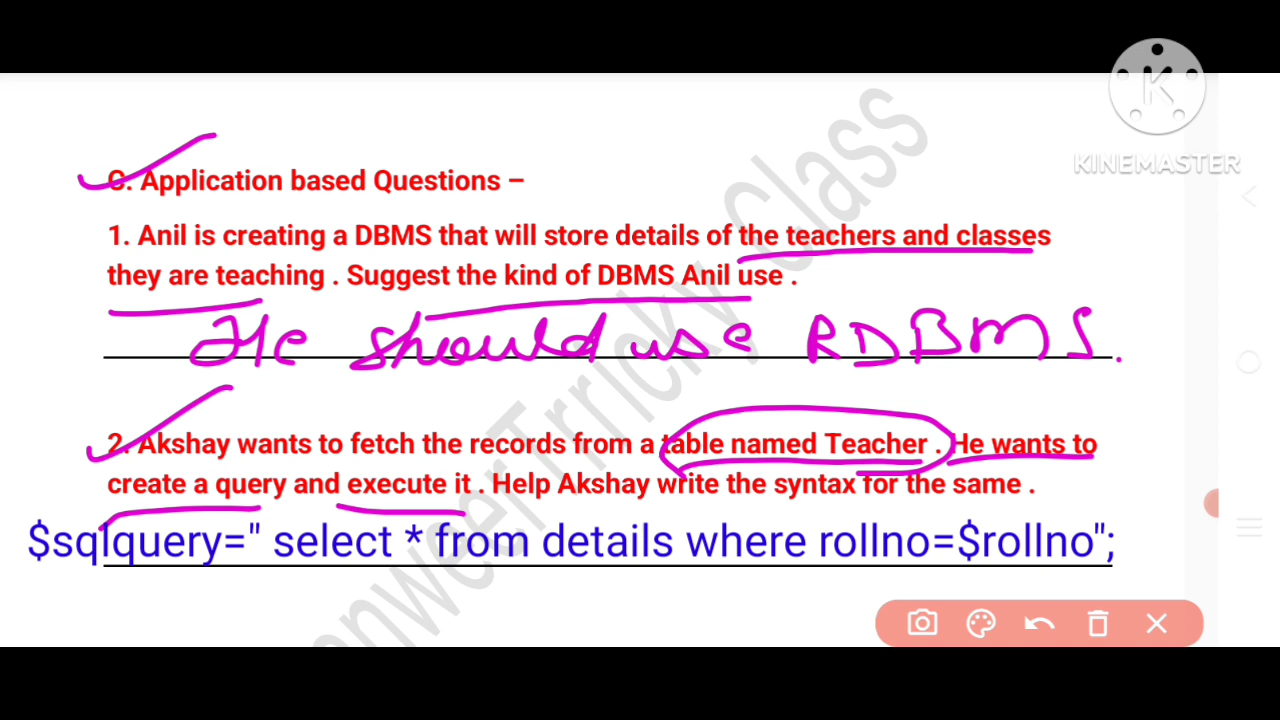 KINEMASTER
C. Application based Questions –
1. Anil is creating a DBMS that will store details of the teachers and classes
they are teaching . Suggest the kind of DBMS Anil use .
He should use RDBMS.
2. Akshay wants to fetch the records from a table named Teacher . He wants to
create a query and execute it . Help Akshay write the syntax for the same .
$sqlquery=" select * from details where rollno=$rollno";
Class